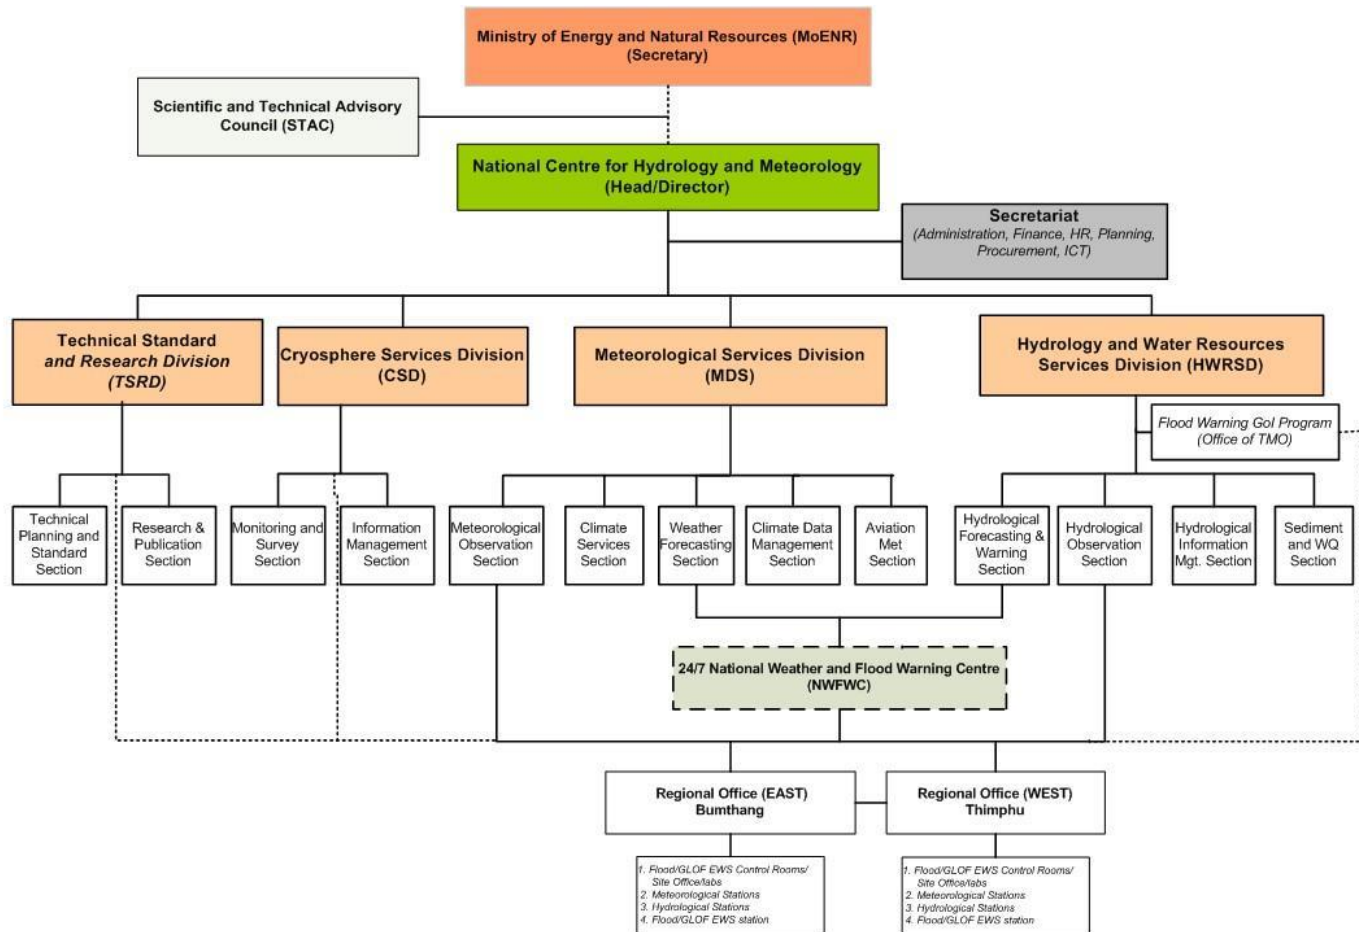 Ministry of Energy and Natural Resources (MoENR)
(Secretary)
Scientific and Technical Advisory
Council (STAC)
National Centre for Hydrology and Meteorology
(Head/Director)
Secretariat
(Administration, Finance, HR, Planning,
Procurement, ICT)
Technical Standard
and Research Division
(TSRD)
Cryosphere Services Division
(CSD)
Meteorological Services Division
(MDS)
Hydrology and Water Resources
Services Division (HWRSD)
Flood Warning GoI Program
(Office of TMO)
Technical
Planning and
Standard
Section
Research &
Publication
Section
Monitoring and
Survey Section
Information
Management
Section
Meteorological
Observation
Section
Climate
Services
Section
Weather
Forecasting
Section
Climate Data
Management
Section
Aviation
Met
Section
Hydrological
Forecasting &
Warning
Section
Hydrological
Observation
Section
Hydrological
Information
Mgt. Section
Sediment
and WQ
Section
24/7 National Weather and Flood Warning Centre
(NWFWC)
Regional Office (EAST)
Bumthang
Regional Office (WEST)
Thimphu
1. Flood/GLOF EWS Control Rooms/
Site Office/labs
2. Meteorological Stations
3. Hydrological Stations
4. Flood/GLOF EWS station
1. Flood/GLOF EWS Control Rooms/
Site Office/labs
2. Meteorological Stations
3. Hydrological Stations
4. Flood/GLOF EWS station